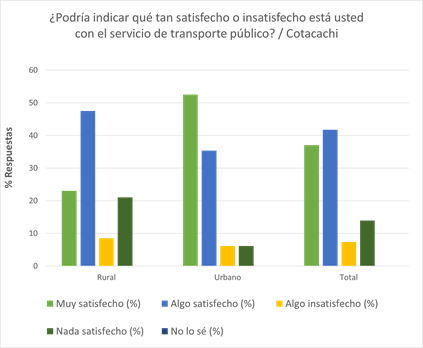 ¿Podría indicar qué tan satisfecho o insatisfecho está usted
con el servicio de transporte público? / Cotacachi
% Respuestas
60
50
40
30
20
10
0
Rural Urbano Total
Muy satisfecho (%) Algo satisfecho (%) Algo insatisfecho (%)
Nada satisfecho (%) No lo sé (%)